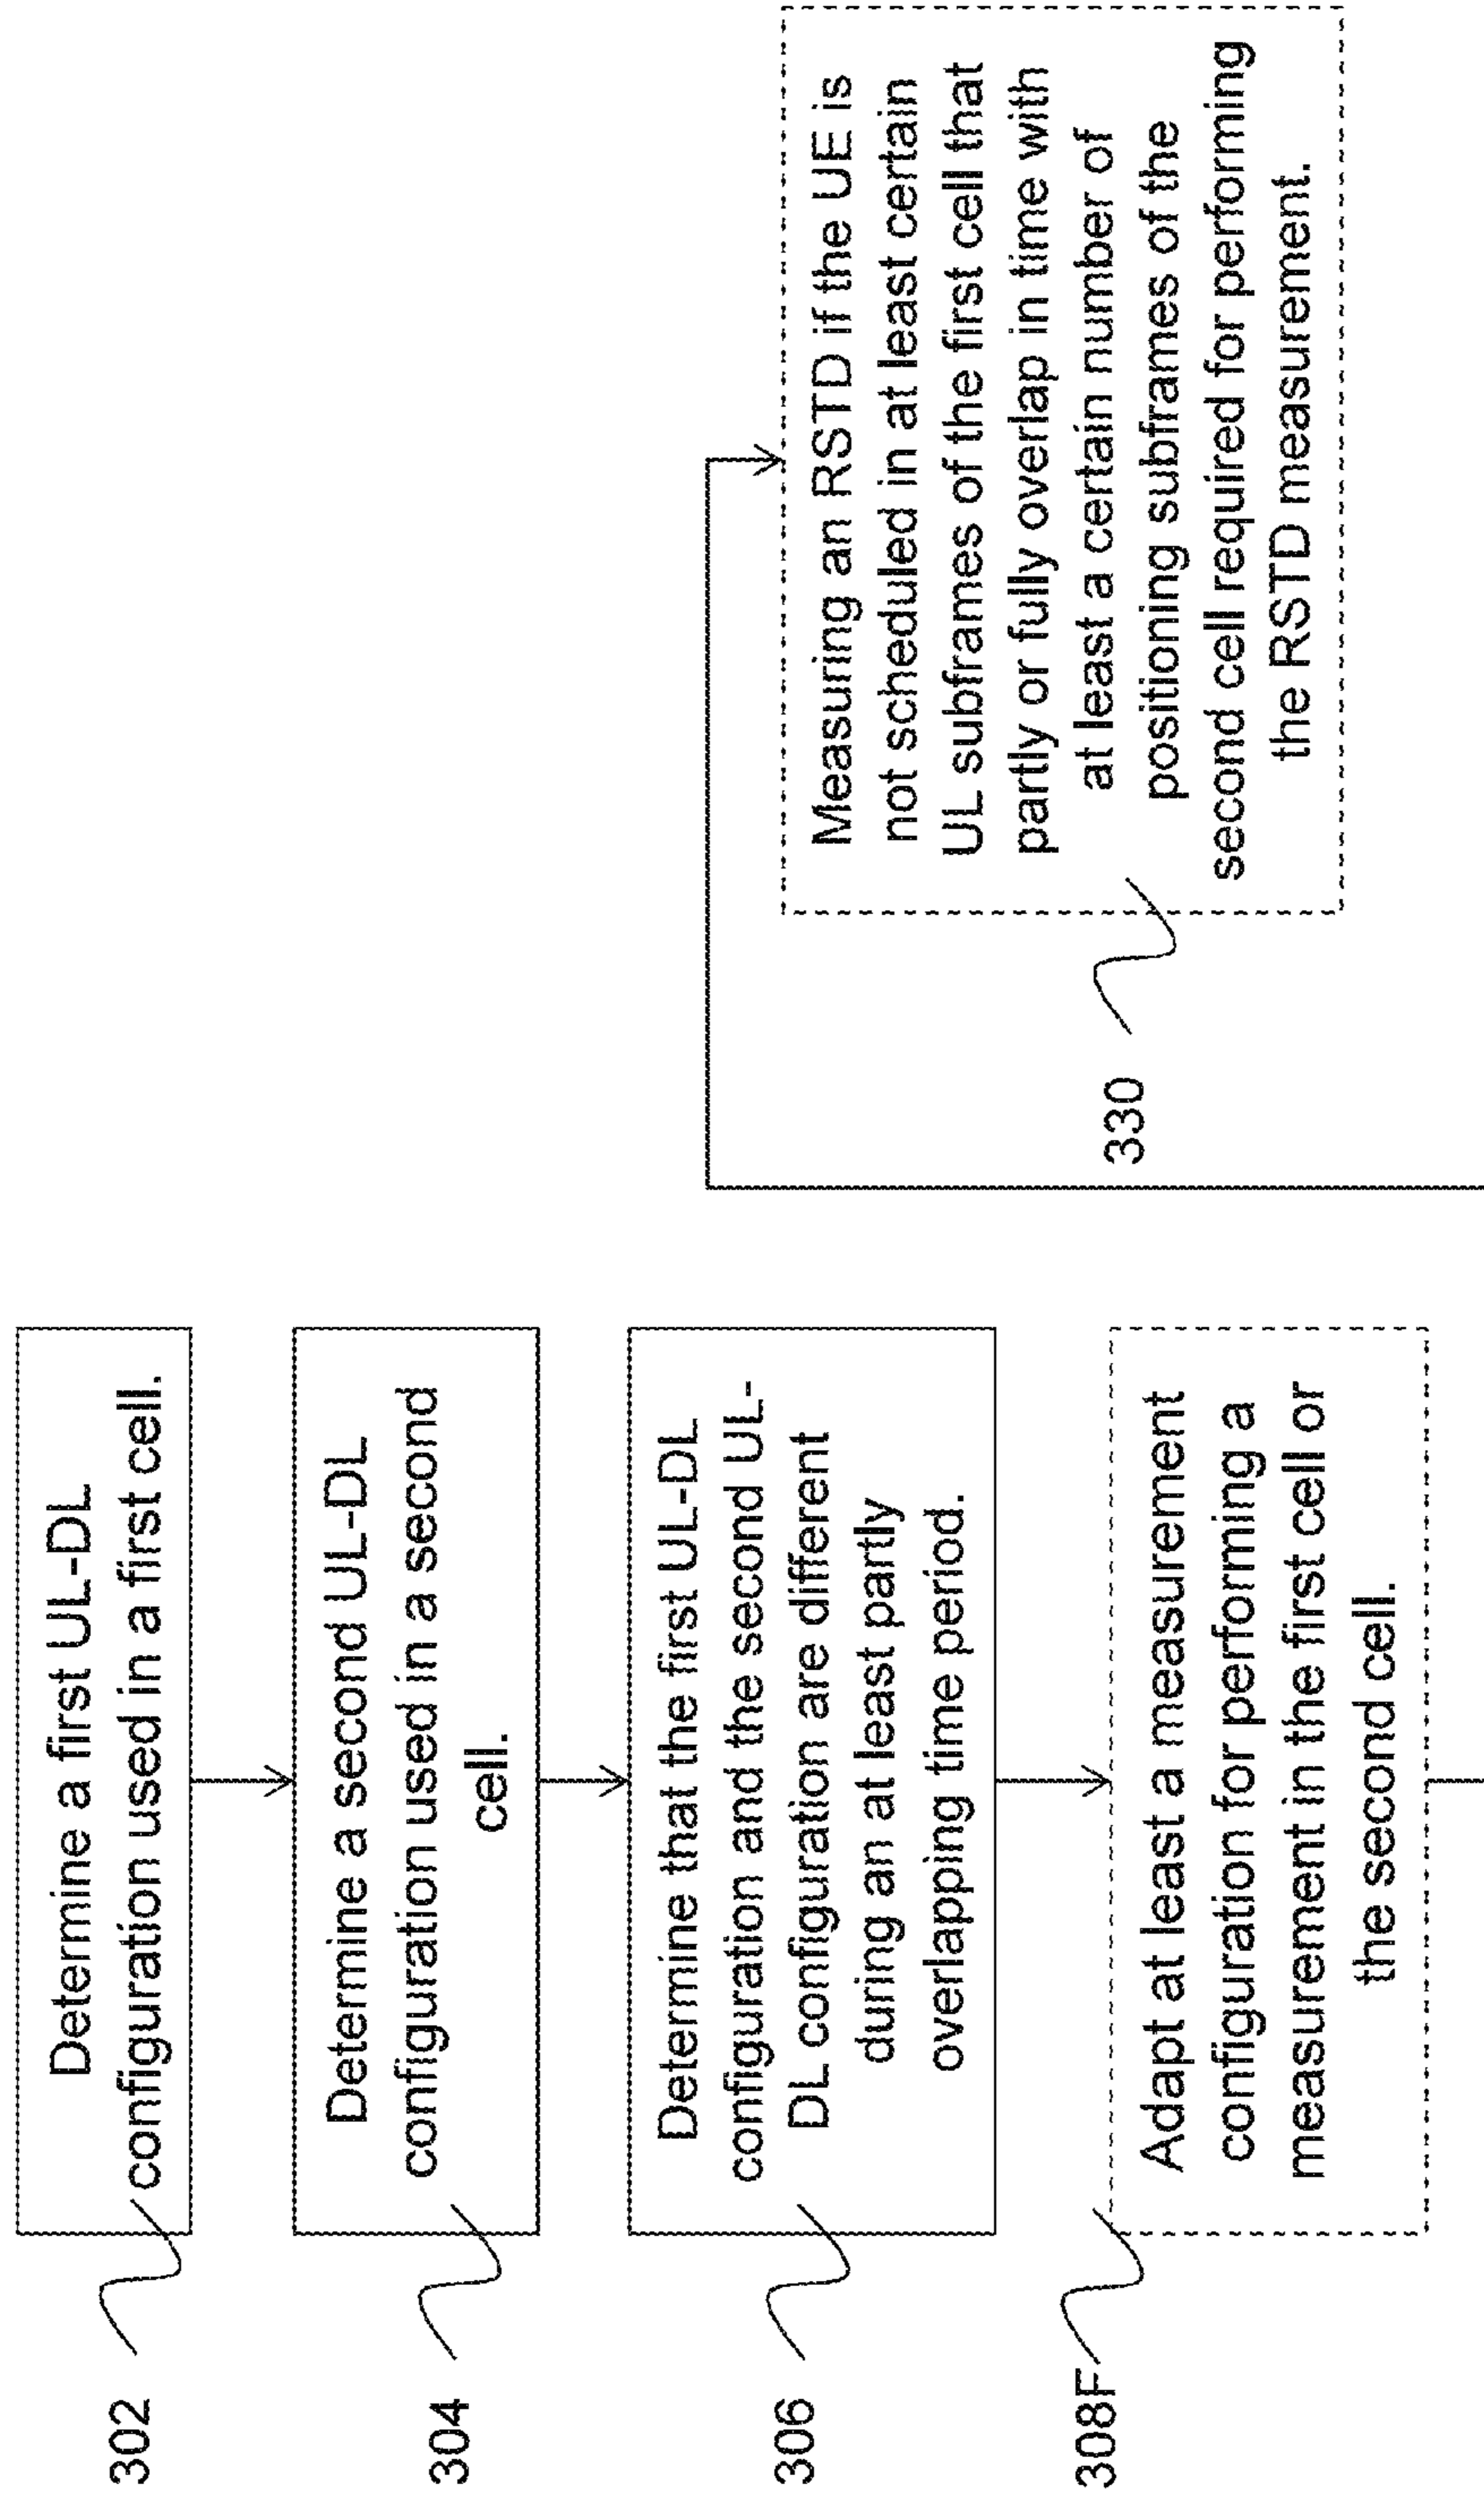 302
Determine a first UL-DL
configuration used in a first cell.
304
Determine a second UL-DL
configuration used in a second
cell.
306
Determine that the first UL-DL
configuration and the second UL-
DL configuration are different
during an at least partly
overlapping time period.
308F
Adapt at least a measurement
configuration for performing a
measurement in the first cell or
the second cell.
330
Measuring an RSTD if the UE is
not scheduled in at least certain
UL subframes of the first cell that
partly or fully overlap in time with
at least a certain number of
positioning subframes of the
second cell required for performing
the RSTD measurement.